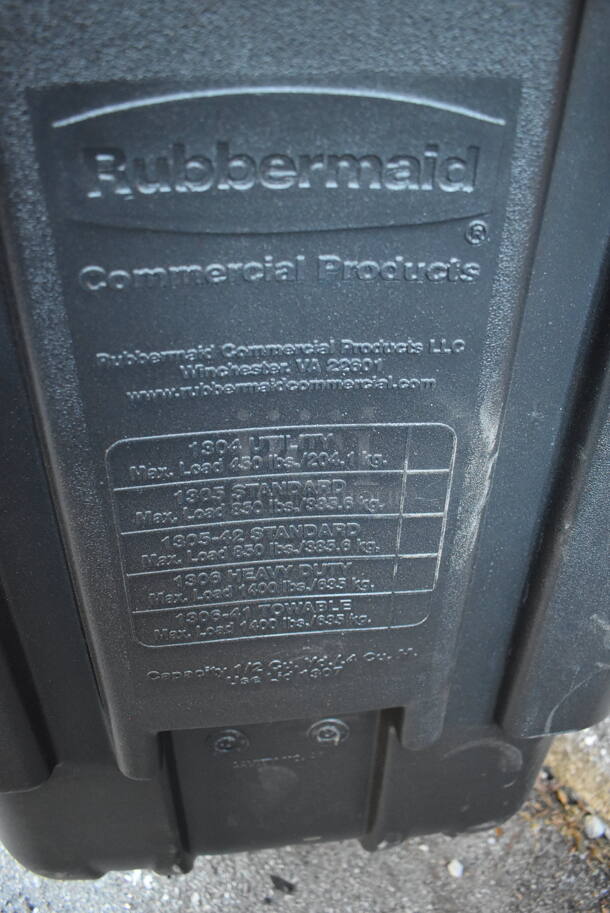 Rubbermaid
®
Commercial Products
Rubbermaid Commercial Products LLC
Winchester, VA 22601
www.rubbermaidcommercial.com
1304 UTILITY
Max. Load 450 lbs./204.1 kg.
1305 STANDARD
Max. Load 850 lbs./385.6 kg.
1305-42 STANDARD
Max. Load 850 lbs./385.6 kg.
1306 HEAVY DUTY
Max. Load 1400 lbs./635 kg.
1306-41 TOWABLE
Max. Load 1400 lbs./635 kg.
Capacity 1/2 Cu. Yd.
Use Lid 1307